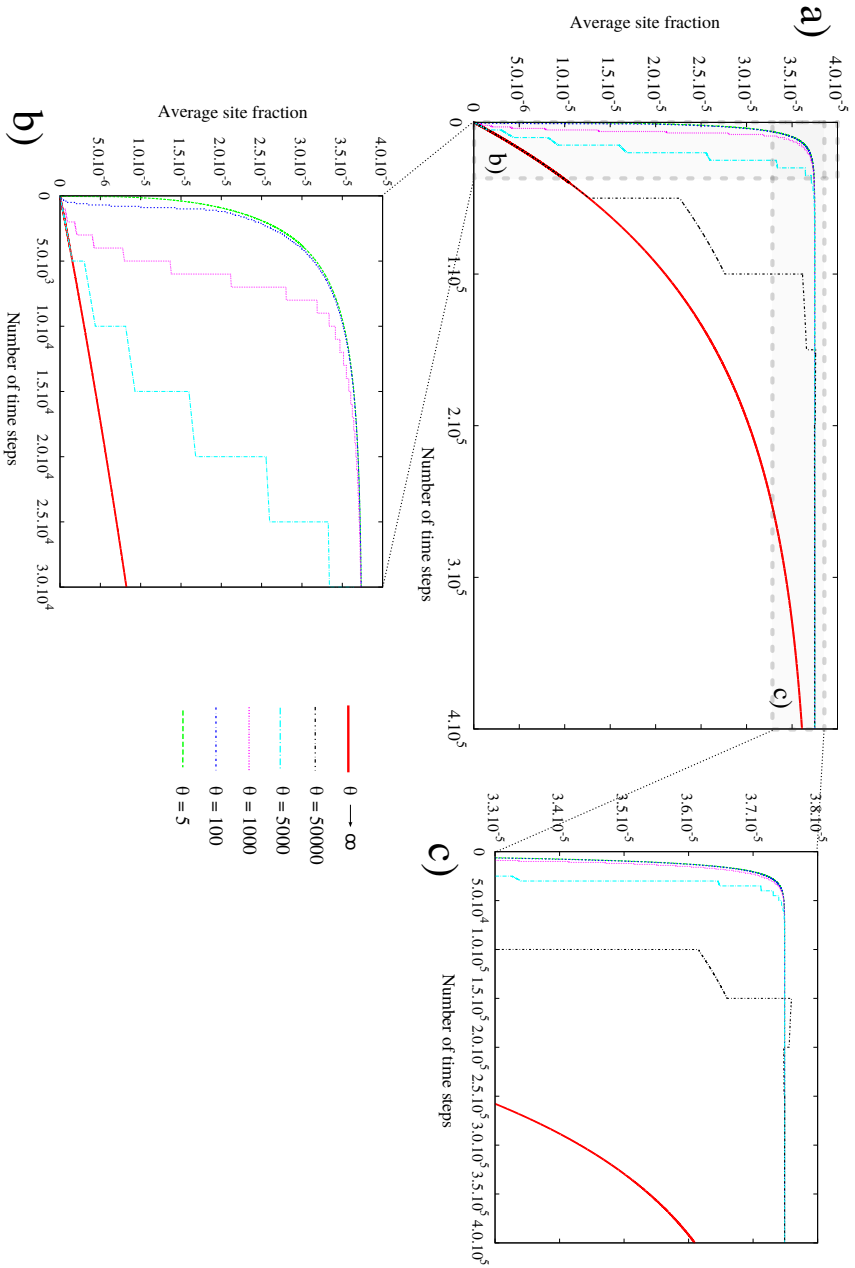 a)
Average site fraction
4.0.10⁻⁵
3.5.10⁻⁵
3.0.10⁻⁵
2.5.10⁻⁵
2.0.10⁻⁵
1.5.10⁻⁵
1.0.10⁻⁵
5.0.10⁻⁶
0
b)
c)
0 1.10⁵ 2.10⁵ 3.10⁵ 4.10⁵
Number of time steps
b)
Average site fraction
4.0.10⁻⁵
3.5.10⁻⁵
3.0.10⁻⁵
2.5.10⁻⁵
2.0.10⁻⁵
1.5.10⁻⁵
1.0.10⁻⁵
5.0.10⁻⁶
0
0 5.0.10³ 1.0.10⁴ 1.5.10⁴ 2.0.10⁴ 2.5.10⁴ 3.0.10⁴
Number of time steps
c)
3.8.10⁻⁵
3.7.10⁻⁵
3.6.10⁻⁵
3.5.10⁻⁵
3.4.10⁻⁵
3.3.10⁻⁵
0 5.0.10⁴ 1.0.10⁵ 1.5.10⁵ 2.0.10⁵ 2.5.10⁵ 3.0.10⁵ 3.5.10⁵ 4.0.10⁵
Number of time steps
θ → ∞
θ = 50000
θ = 5000
θ = 1000
θ = 100
θ = 5